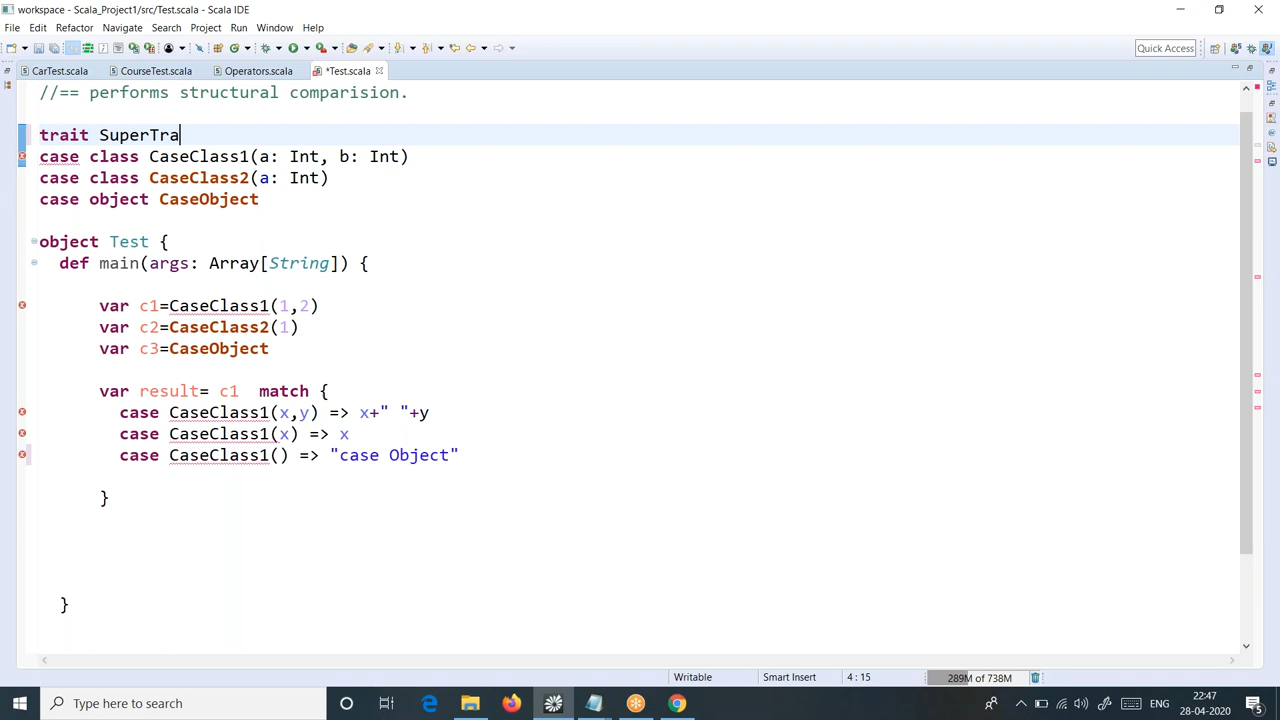 workspace - Scala_Project1/src/Test.scala - Scala IDE
File Edit Refactor Navigate Search Project Run Window Help
Quick Access
CarTest.scala CourseTest.scala Operators.scala *Test.scala
//== performs structural comparision.
trait SuperTra
case class CaseClass1(a: Int, b: Int)
case class CaseClass2(a: Int)
case object CaseObject
object Test {
def main(args: Array[String]) {
var c1=CaseClass1(1,2)
var c2=CaseClass2(1)
var c3=CaseObject
var result= c1  match {
case CaseClass1(x,y) => x+" "+y
case CaseClass1(x) => x
case CaseClass1() => "case Object"
}
}
Writable Smart Insert 4 : 15 289M of 738M
Type here to search
ENG
22:47
28-04-2020
5